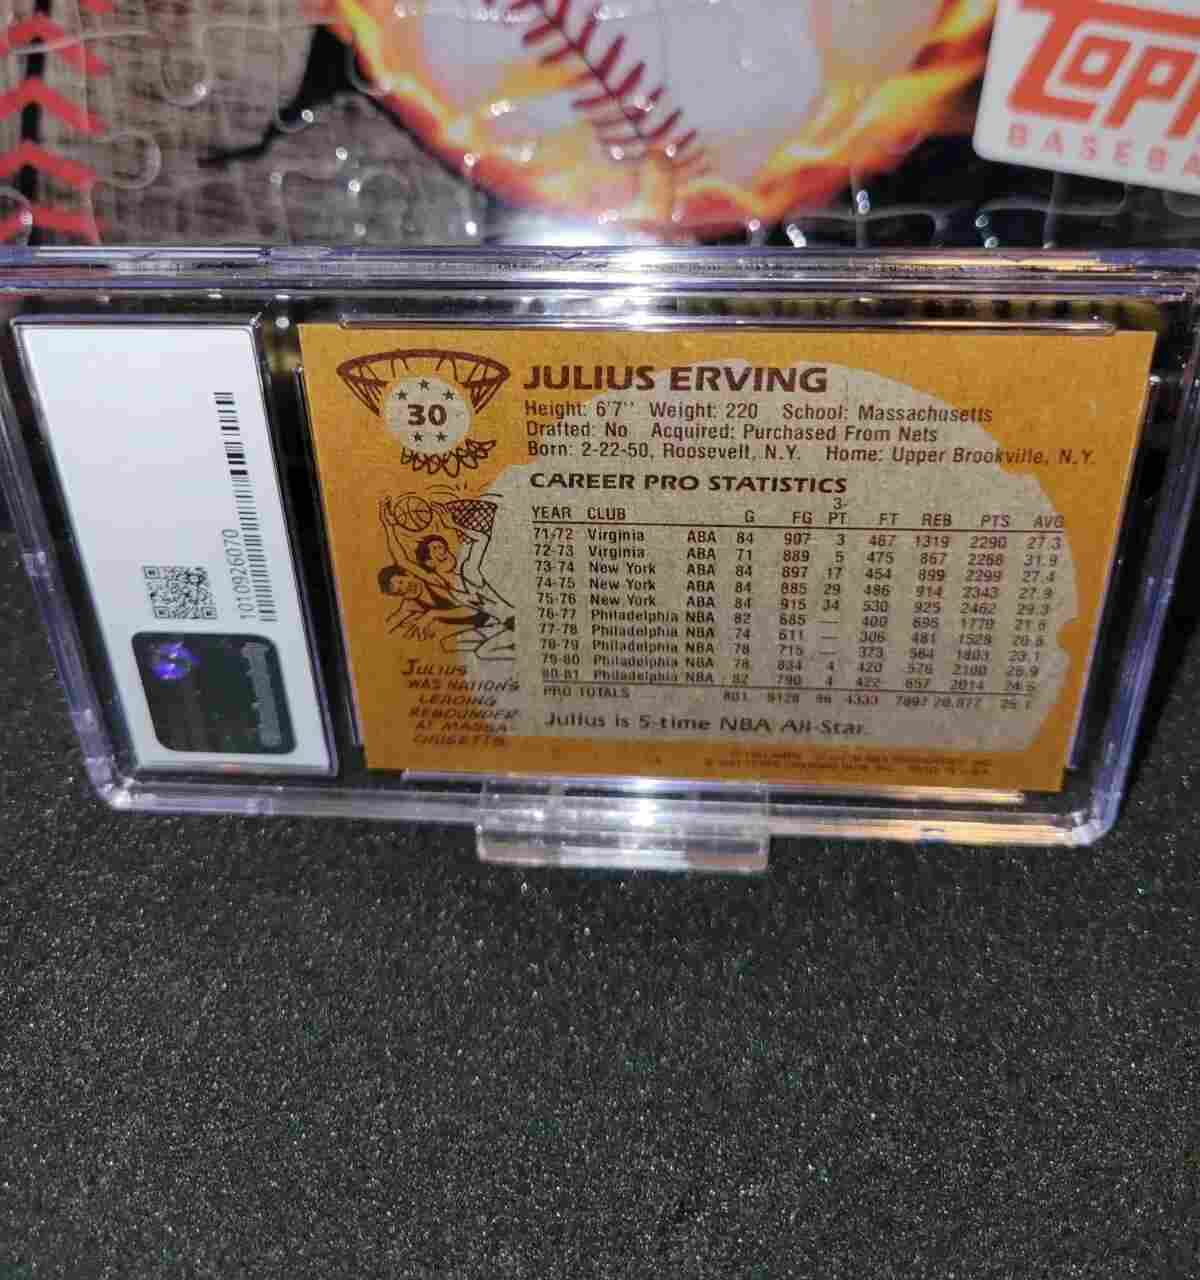 TOPP
BASEBA
1010926070
30
JULIUS ERVING
Height: 6'7" Weight: 220 School: Massachusetts
Drafted: No Acquired: Purchased From Nets
Born: 2-22-50, Roosevelt, N.Y. Home: Upper Brookville, N.Y.
CAREER PRO STATISTICS
YEAR CLUB G FG 3-PT FT REB PTS AVG
71-72 Virginia ABA 84 907 3 467 1319 2290 27.3
72-73 Virginia ABA 71 889 5 475 867 2268 31.9
73-74 New York ABA 84 897 17 454 899 2299 27.4
74-75 New York ABA 84 885 29 486 914 2343 27.9
75-76 New York ABA 84 915 34 530 925 2462 29.3
76-77 Philadelphia NBA 82 685 — 400 695 1770 21.6
77-78 Philadelphia NBA 74 611 — 306 481 1528 20.6
78-79 Philadelphia NBA 78 715 — 373 564 1803 23.1
79-80 Philadelphia NBA 78 834 4 420 576 2100 26.9
80-81 Philadelphia NBA 82 790 4 422 657 2014 24.6
PRO TOTALS 801 8128 96 4333 7897 20,877 26.1
Julius is 5-time NBA All-Star.
JULIUS
WAS NATION'S
LEADING
REBOUNDER
AT MASSA-
CHUSETTS.